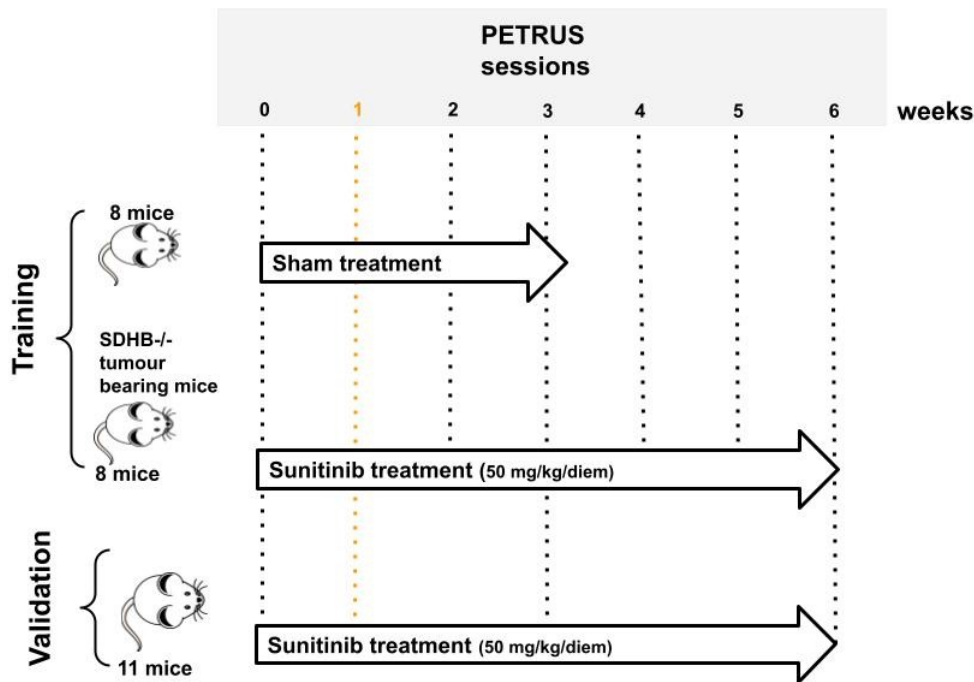 PETRUS
sessions
0 1 2 3 4 5 6 weeks
Training
8 mice
Sham treatment
SDHB-/-
tumour
bearing mice
8 mice
Sunitinib treatment (50 mg/kg/diem)
Validation
11 mice
Sunitinib treatment (50 mg/kg/diem)